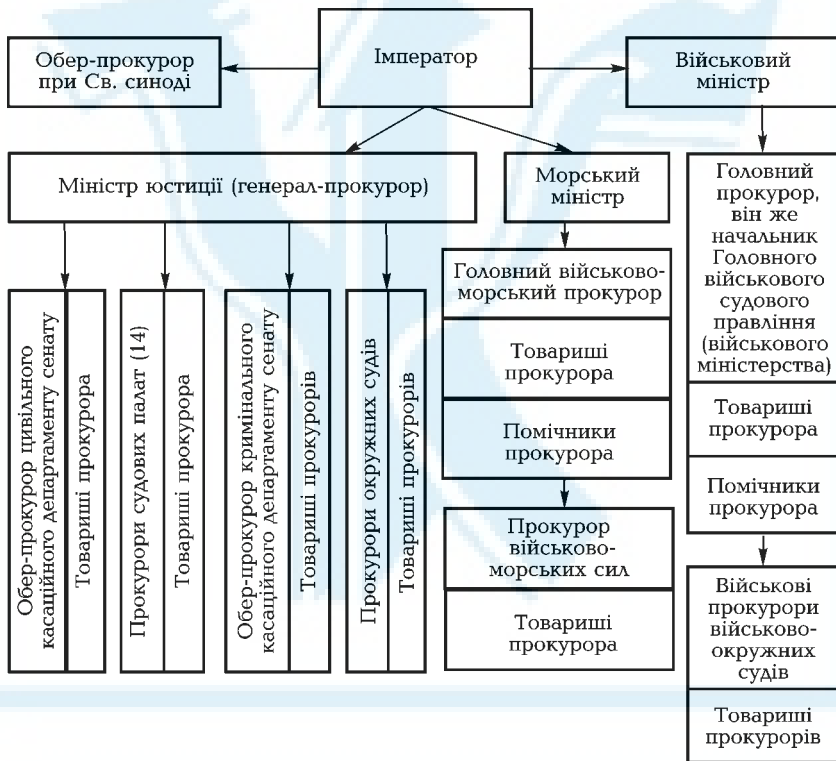 Обер-прокурор
при Св. синоді
Імператор
Військовий
міністр
Міністр юстиції (генерал-прокурор)
Морський
міністр
Головний
прокурор,
він же
начальник
Головного
військового
судового
правління
(військового
міністерства)
Товариші
прокурора
Помічники
прокурора
Військові
прокурори
військово-
окружних
судів
Товариші
прокурорів
Обер-прокурор цивільного
касаційного департаменту сенату
Товариші прокурора
Прокурори судових палат (14)
Товариші прокурора
Обер-прокурор кримінального
касаційного департаменту сенату
Товариші прокурорів
Прокурори окружних судів
Товариші прокурорів
Головний військово-
морський прокурор
Товариші
прокурора
Помічники
прокурора
Прокурор
військово-
морських сил
Товариші
прокурора